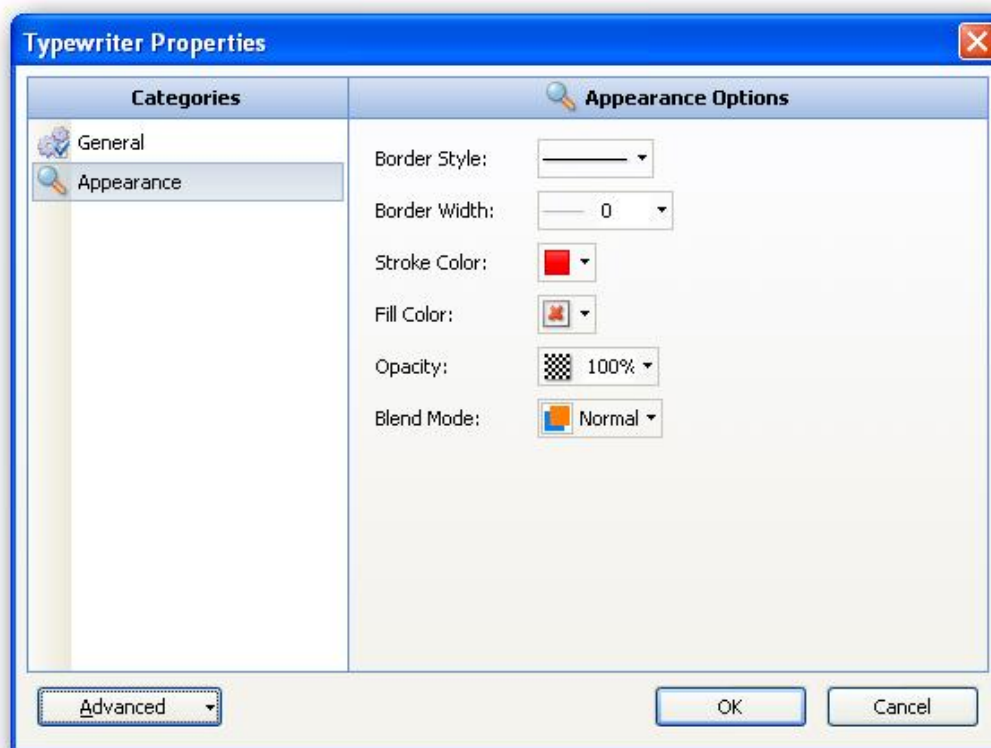 Typewriter Properties
Categories
Appearance Options
General
Appearance
Border Style:
Border Width: 0
Stroke Color:
Fill Color:
Opacity: 100%
Blend Mode: Normal
Advanced
OK
Cancel